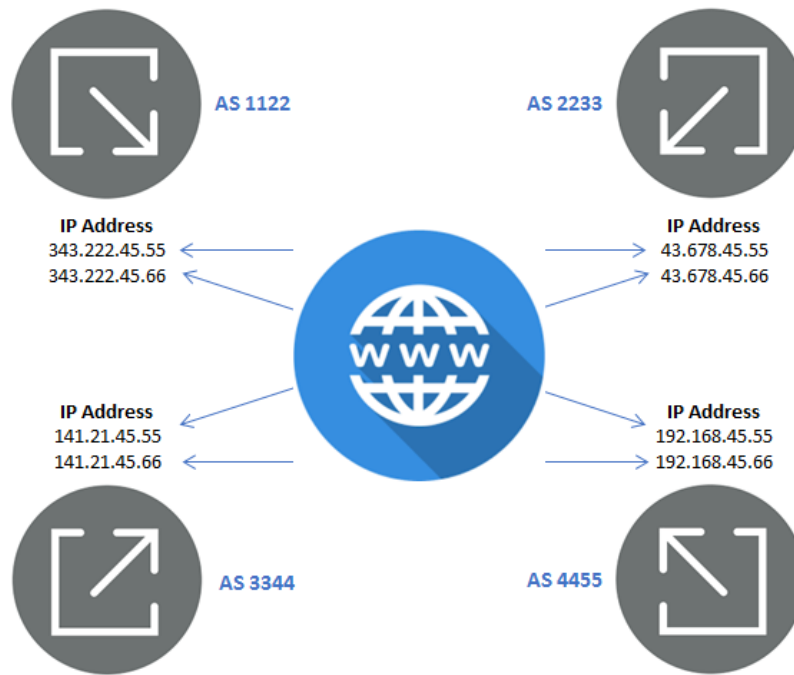 AS 1122
AS 2233
IP Address
343.222.45.55
343.222.45.66
IP Address
43.678.45.55
43.678.45.66
WWW
IP Address
141.21.45.55
141.21.45.66
IP Address
192.168.45.55
192.168.45.66
AS 3344
AS 4455